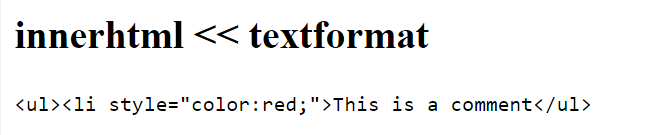 innerhtml << textformat
<ul><li style="color:red;">This is a comment</ul>